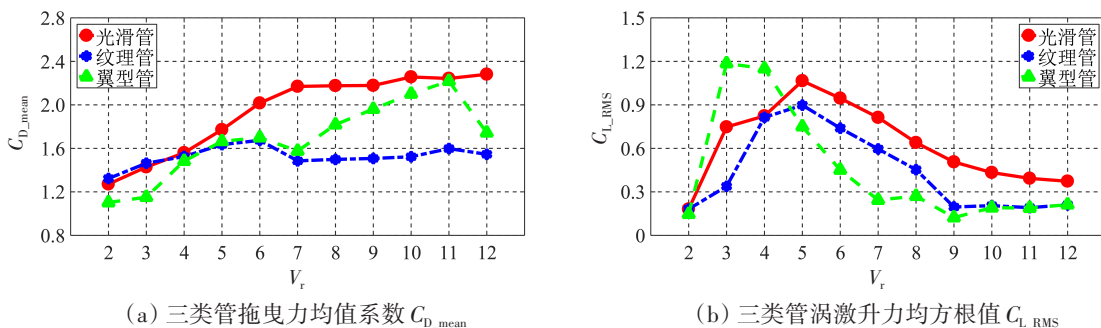 2.8
2.4
2.0
1.6
1.2
0.8
C_D_mean
光滑管
纹理管
翼型管
2 3 4 5 6 7 8 9 10 11 12
V_r
(a) 三类管拖曳力均值系数 C_D_mean
1.5
1.2
0.9
0.6
0.3
0
C_L_RMS
光滑管
纹理管
翼型管
2 3 4 5 6 7 8 9 10 11 12
V_r
(b) 三类管涡激升力均方根值 C_L_RMS